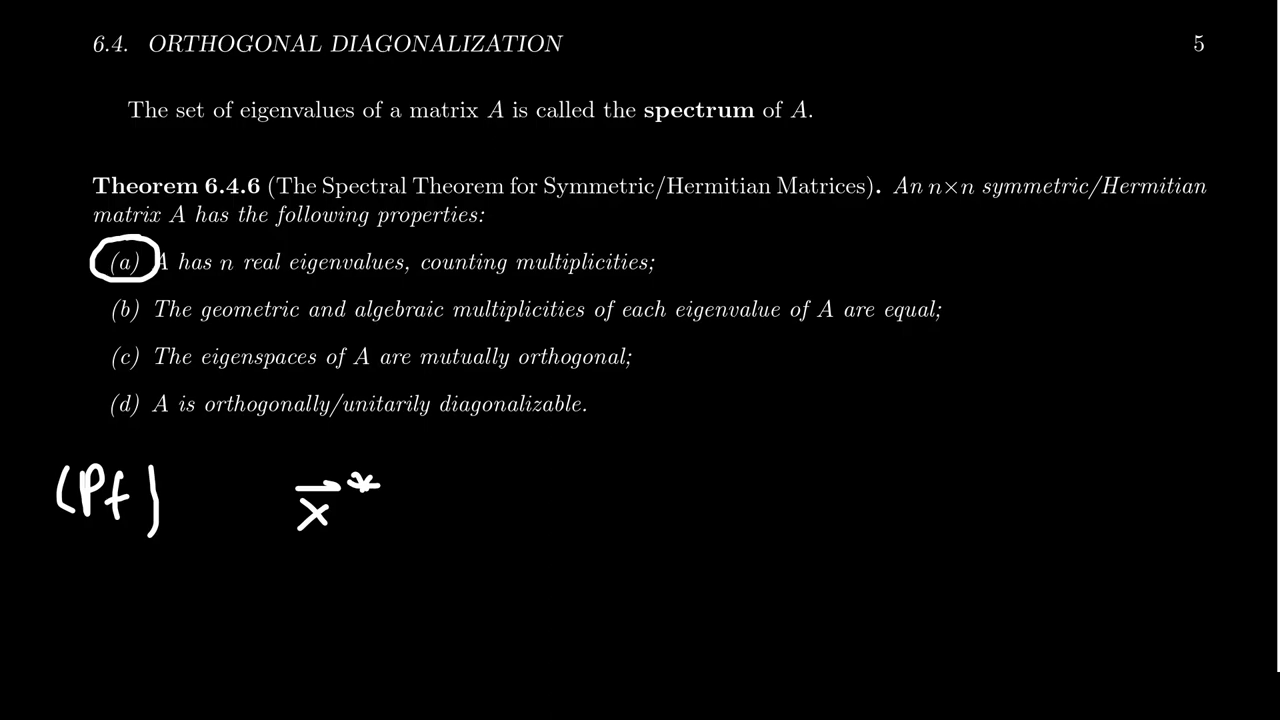 6.4. ORTHOGONAL DIAGONALIZATION 5
The set of eigenvalues of a matrix A is called the spectrum of A.
Theorem 6.4.6 (The Spectral Theorem for Symmetric/Hermitian Matrices). An n×n symmetric/Hermitian
matrix A has the following properties:
(a) A has n real eigenvalues, counting multiplicities;
(b) The geometric and algebraic multiplicities of each eigenvalue of A are equal;
(c) The eigenspaces of A are mutually orthogonal;
(d) A is orthogonally/unitarily diagonalizable.
(Pf) x⃗*